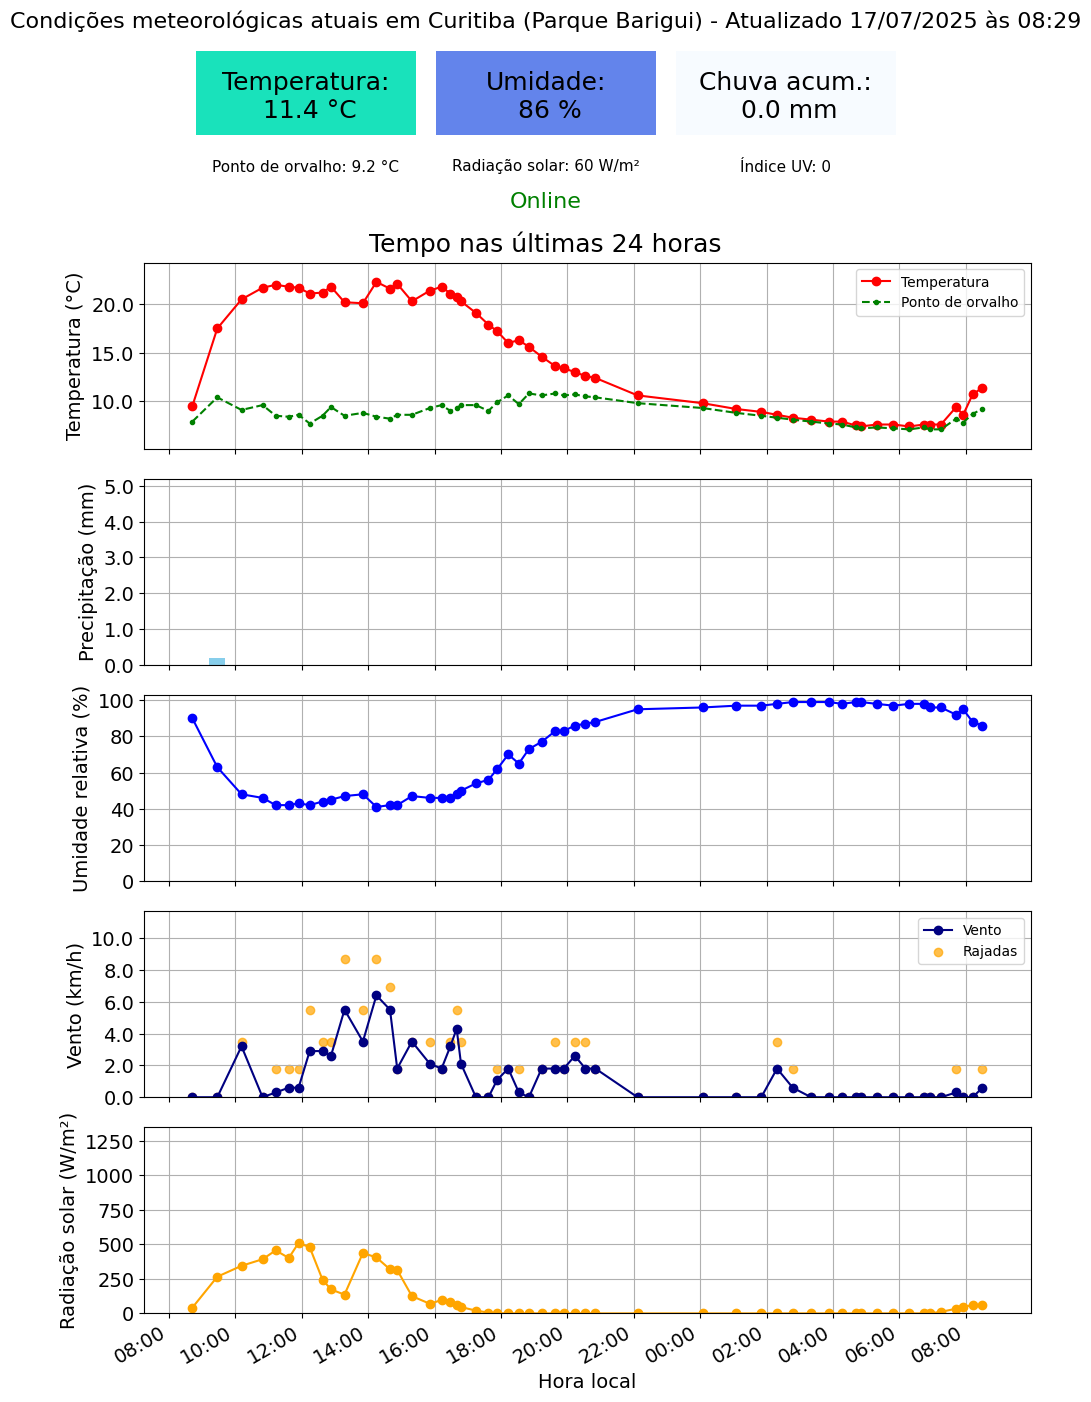 Condições meteorológicas atuais em Curitiba (Parque Barigui) - Atualizado 17/07/2025 às 08:29
Temperatura:
11.4 °C
Umidade:
86 %
Chuva acum.:
0.0 mm
Ponto de orvalho: 9.2 °C
Radiação solar: 60 W/m²
Índice UV: 0
Online
Tempo nas últimas 24 horas
Temperatura (°C)
20.0
15.0
10.0
Temperatura
Ponto de orvalho
Precipitação (mm)
5.0
4.0
3.0
2.0
1.0
0.0
Umidade relativa (%)
100
80
60
40
20
0
Vento (km/h)
10.0
8.0
6.0
4.0
2.0
0.0
Vento
Rajadas
Radiação solar (W/m²)
1250
1000
750
500
250
0
08:00
10:00
12:00
14:00
16:00
18:00
20:00
22:00
00:00
02:00
04:00
06:00
08:00
Hora local